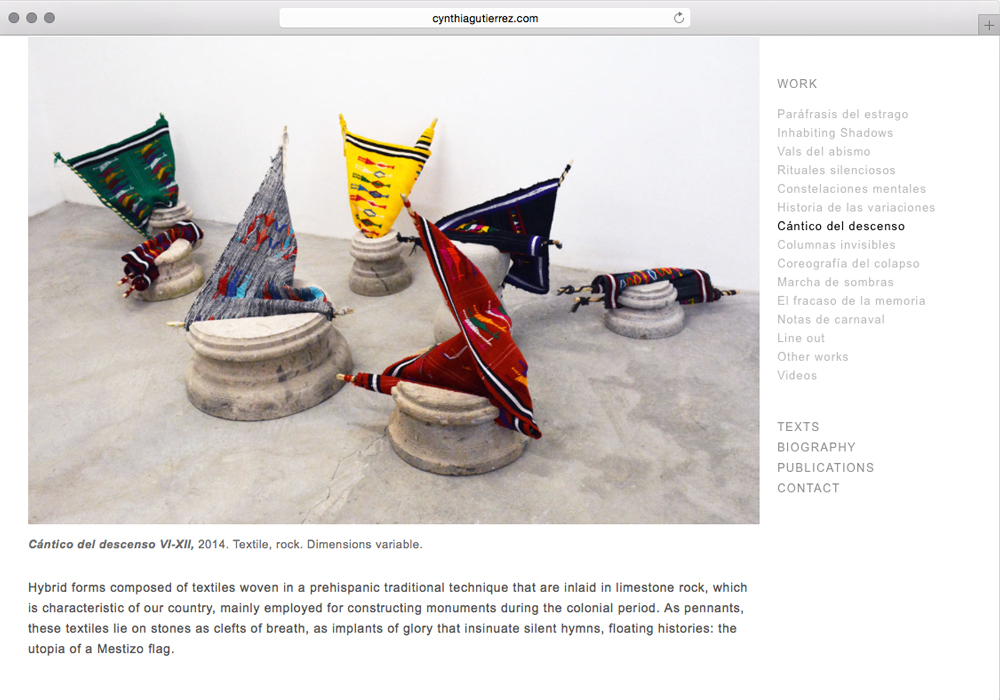 cynthiagutierrez.com
WORK
Paráfrasis del estrago
Inhabiting Shadows
Vals del abismo
Rituales silenciosos
Constelaciones mentales
Historia de las variaciones
Cántico del descenso
Columnas invisibles
Coreografía del colapso
Marcha de sombras
El fracaso de la memoria
Notas de carnaval
Line out
Other works
Videos
TEXTS
BIOGRAPHY
PUBLICATIONS
CONTACT
Cántico del descenso VI-XII, 2014. Textile, rock. Dimensions variable.
Hybrid forms composed of textiles woven in a prehispanic traditional technique that are inlaid in limestone rock, which
is characteristic of our country, mainly employed for constructing monuments during the colonial period. As pennants,
these textiles lie on stones as clefts of breath, as implants of glory that insinuate silent hymns, floating histories: the
utopia of a Mestizo flag.